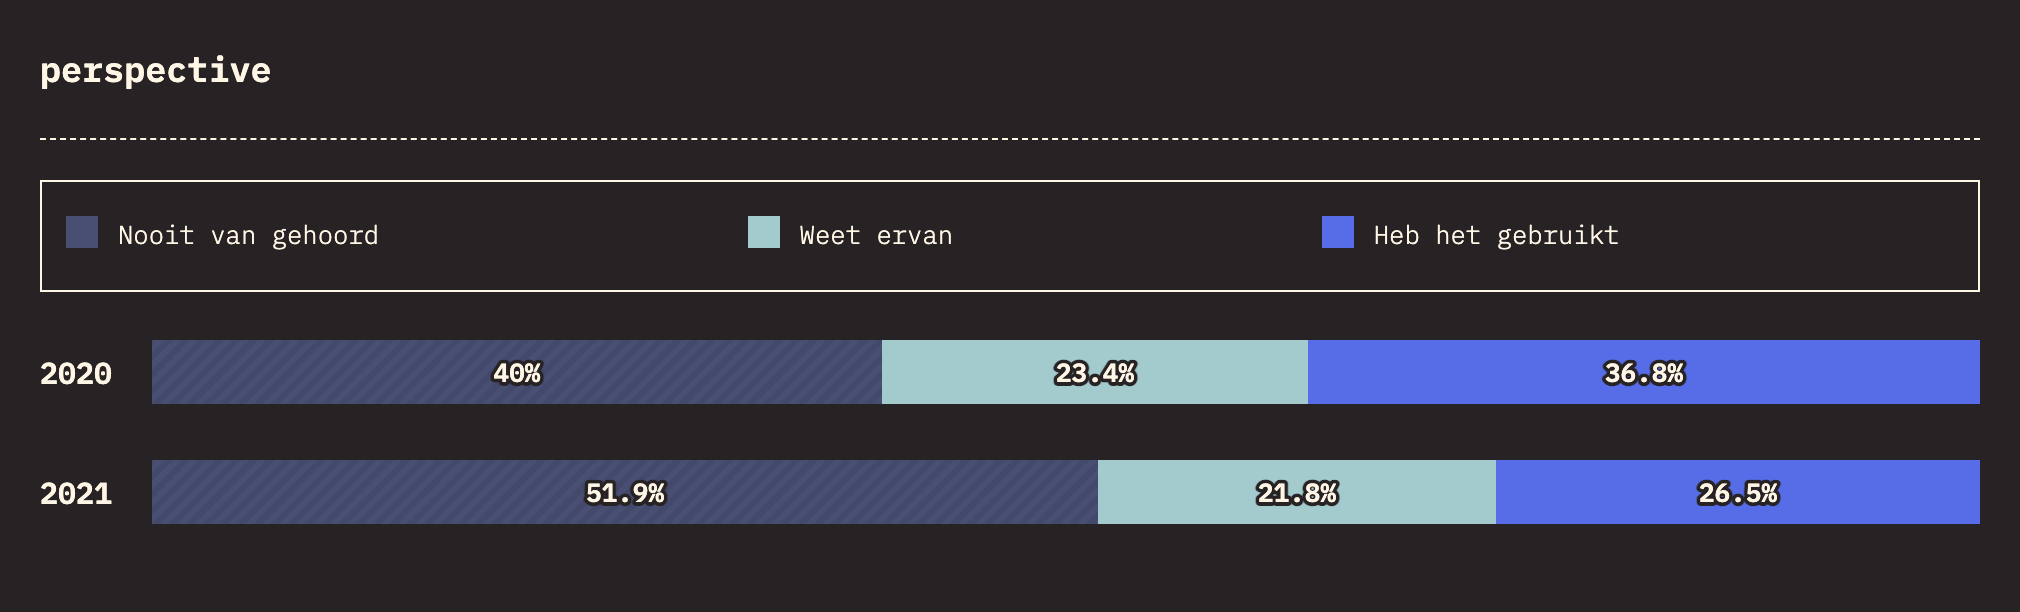 perspective
Nooit van gehoord Weet ervan Heb het gebruikt
2020 40% 23.4% 36.8%
2021 51.9% 21.8% 26.5%